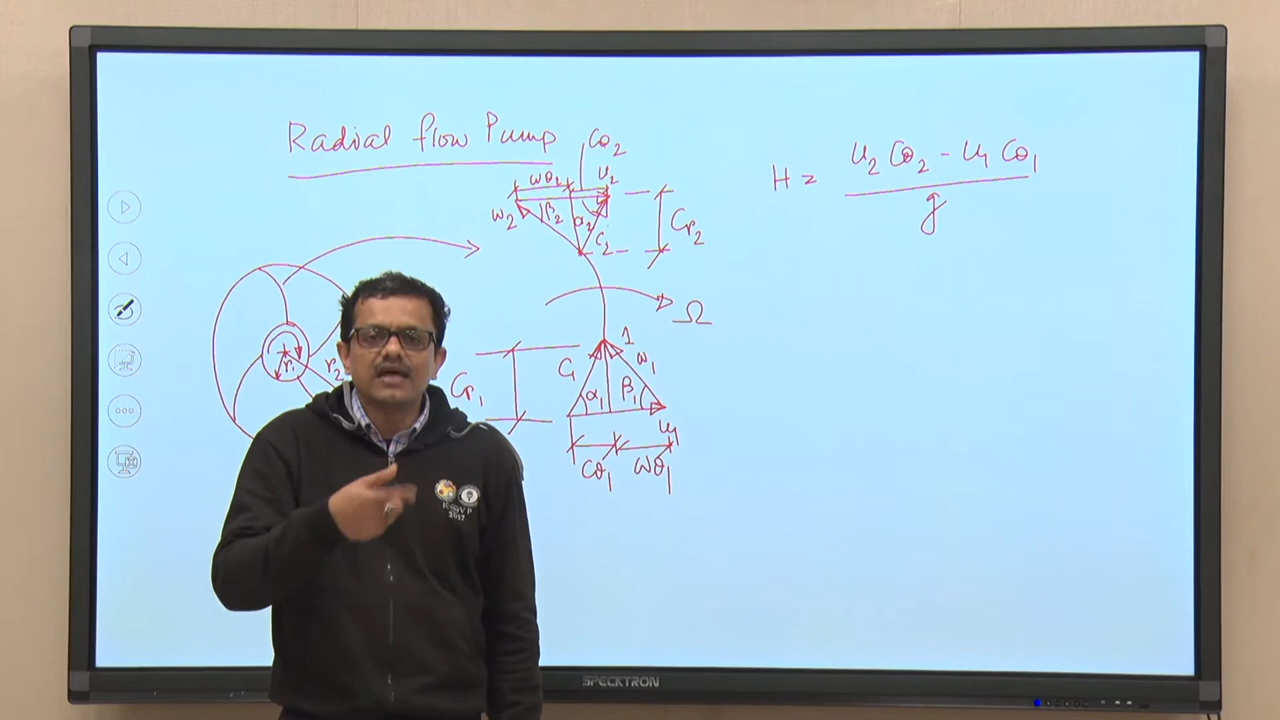 Radial flow Pump
Cθ2
H = U2 Cθ2 - U1 Cθ1
g
Wθ2
U2
W2
β2
α2
C2
Cr2
Ω
1
r1
r2
Cr1
C1
W1
α1
β1
U1
Cθ1
Wθ1
2017
SPECKTRON